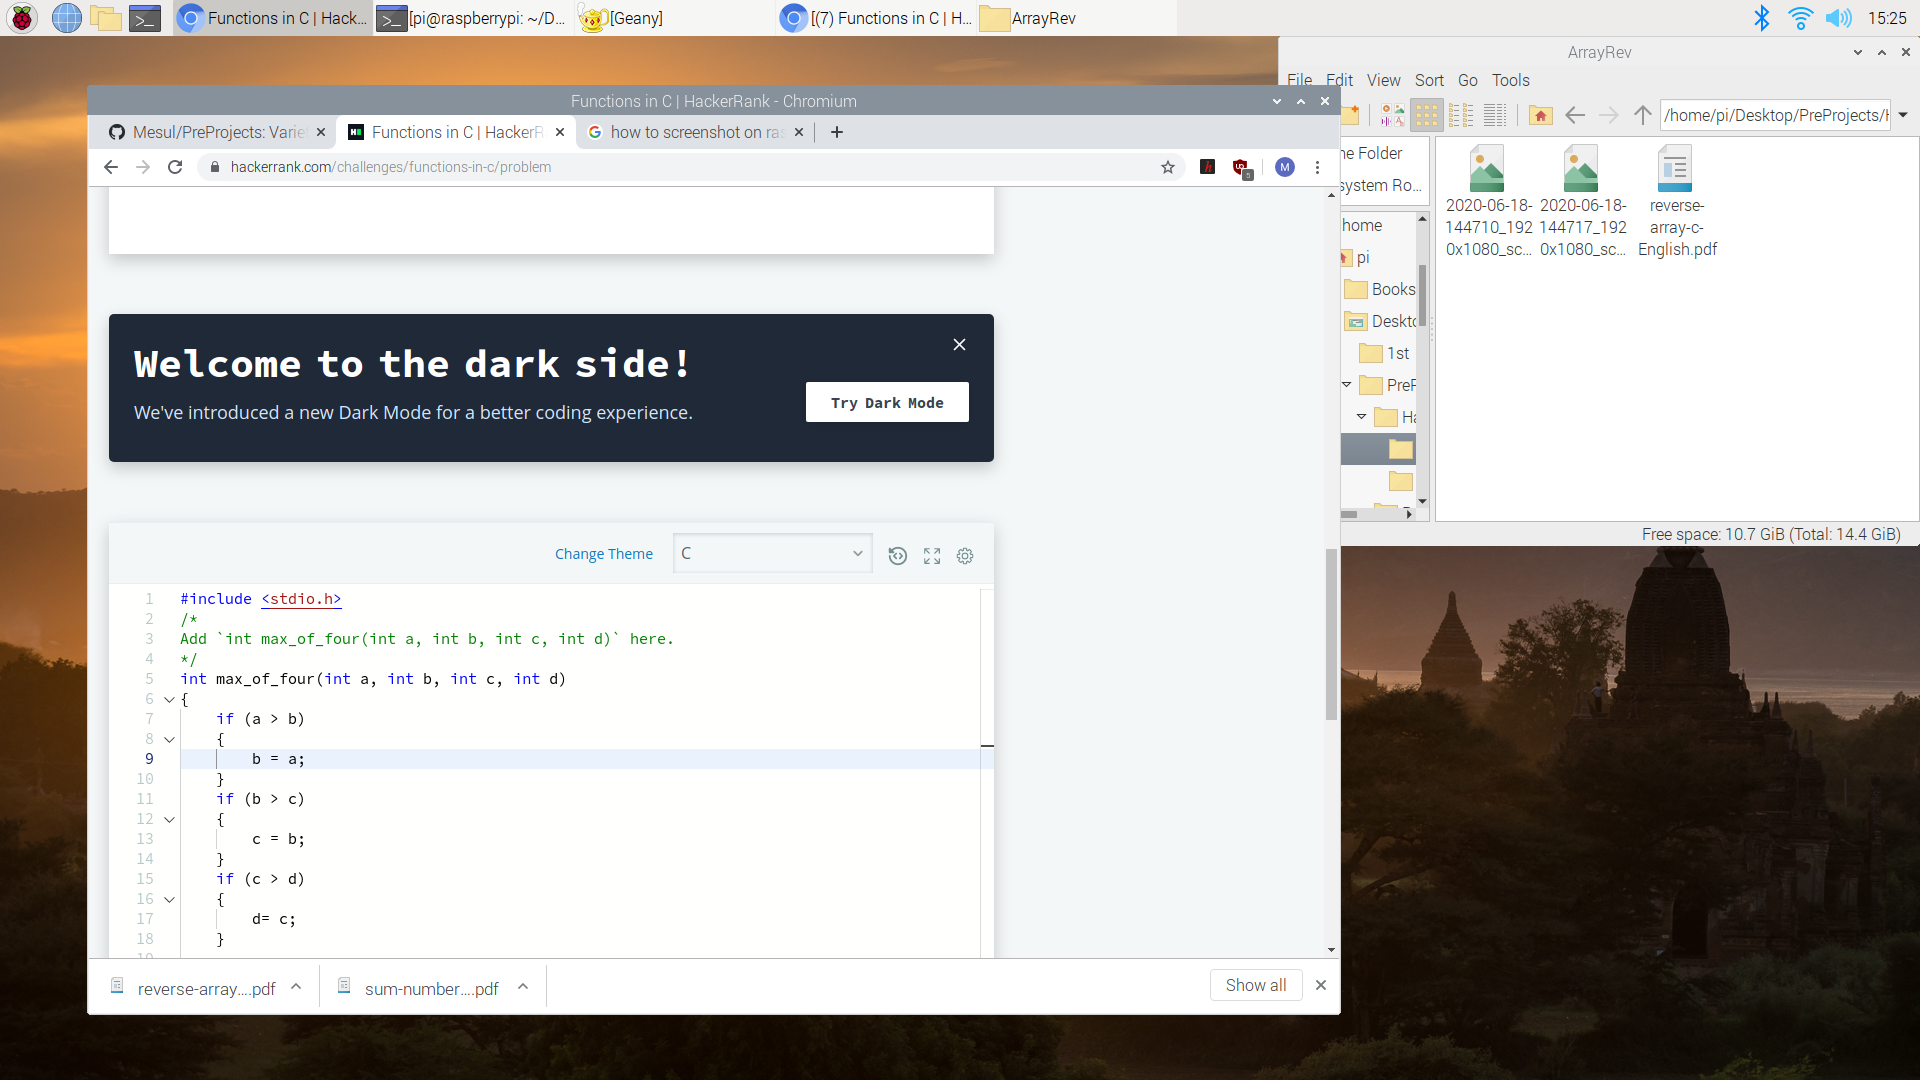 Functions in C | Hack...
[pi@raspberrypi: ~/D...
[Geany]
[(7) Functions in C | H...
ArrayRev
15:25
ArrayRev
File Edit View Sort Go Tools
/home/pi/Desktop/PreProjects/H
Functions in C | HackerRank - Chromium
Mesul/PreProjects: Varie
Functions in C | HackerR
how to screenshot on ras
hackerrank.com/challenges/functions-in-c/problem
5
M
Welcome to the dark side!
We've introduced a new Dark Mode for a better coding experience.
Try Dark Mode
Change Theme
C
1 #include <stdio.h>
2 /*
3 Add `int max_of_four(int a, int b, int c, int d)` here.
4 */
5 int max_of_four(int a, int b, int c, int d)
6 {
7 if (a > b)
8 {
9 b = a;
10 }
11 if (b > c)
12 {
13 c = b;
14 }
15 if (c > d)
16 {
17 d= c;
18 }
reverse-array....pdf
sum-number....pdf
Show all
ne Folder
system Ro...
home
pi
Books
Deskto
1st
PreP
Ha
2020-06-18-
144710_192
0x1080_sc...
2020-06-18-
144717_192
0x1080_sc...
reverse-
array-c-
English.pdf
Free space: 10.7 GiB (Total: 14.4 GiB)